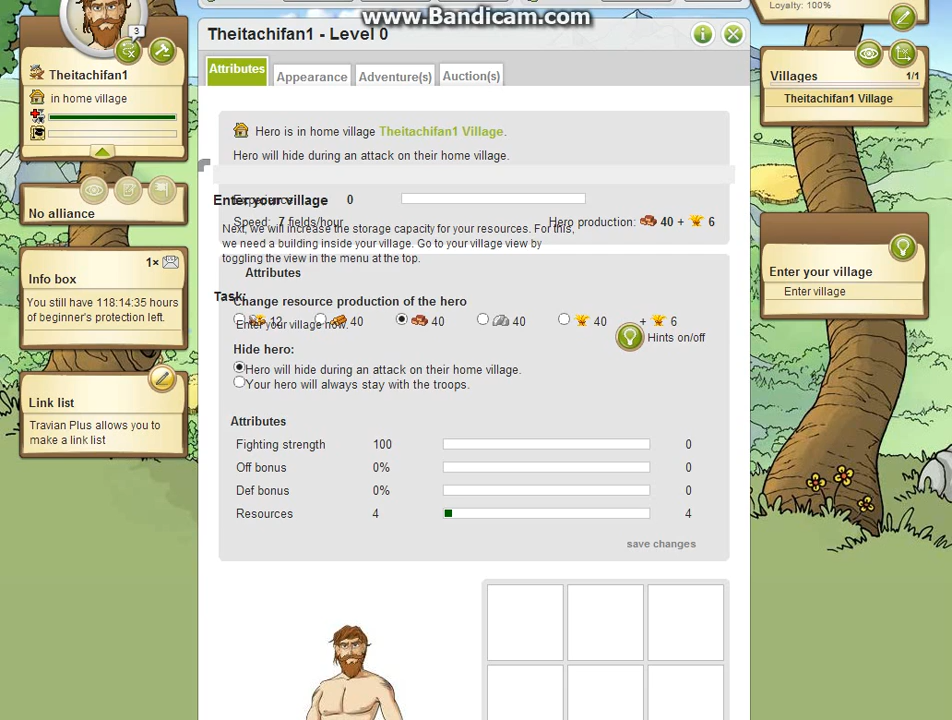 www.Bandicam.com
Loyalty: 100%
Theitachifan1 - Level 0
3
Theitachifan1
in home village
Attributes
Appearance
Adventure(s)
Auction(s)
Villages 1/1
Theitachifan1 Village
Hero is in home village Theitachifan1 Village.
Hero will hide during an attack on their home village.
Experience 0
Enter your village
Speed: 7 fields/hour
Hero production: 40 + 6
Next, we will increase the storage capacity for your resources. For this,
we need a building inside your village. Go to your village view by
toggling the view in the menu at the top.
No alliance
1×
Info box
You still have 118:14:35 hours
of beginner's protection left.
Enter your village
Enter village
Attributes
Task:
Change resource production of the hero
12 40 40 40 40 + 6
Enter your village now.
Hints on/off
Hide hero:
Hero will hide during an attack on their home village.
Your hero will always stay with the troops.
Link list
Travian Plus allows you to
make a link list
Attributes
Fighting strength 100 0
Off bonus 0% 0
Def bonus 0% 0
Resources 4 4
save changes